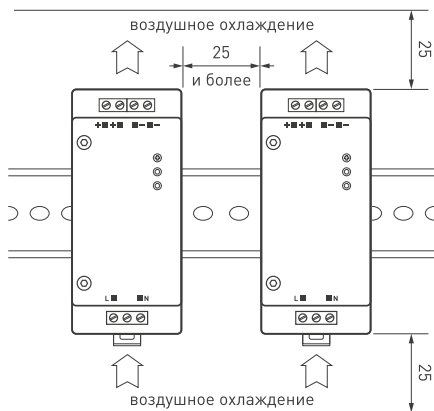 воздушное охлаждение
25
и более
25
++ −−
++ −−
L N
L N
25
воздушное охлаждение